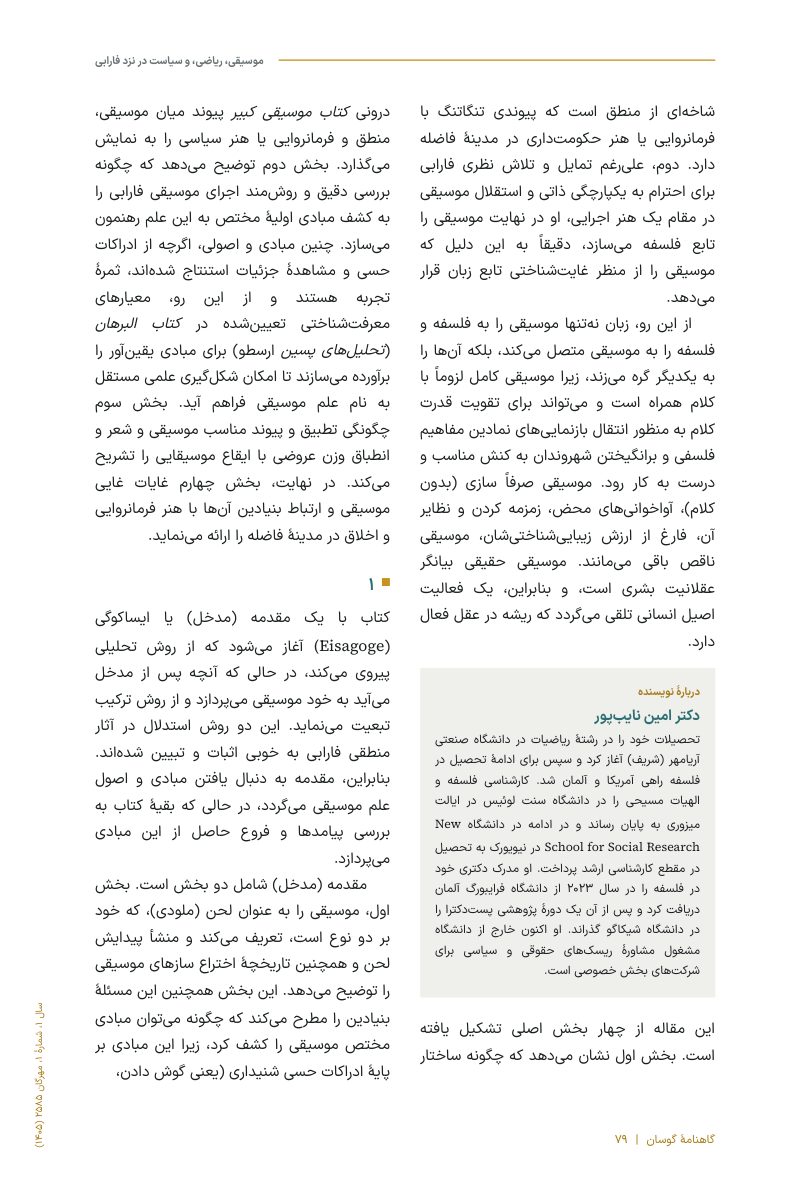 موسیقی، ریاضی، و سیاست در نزد فارابی
شاخه‌ای از منطق است که پیوندی تنگاتنگ با
فرمانروایی یا هنر حکومت‌داری در مدینهٔ فاضله
دارد. دوم، علی‌رغم تمایل و تلاش نظری فارابی
برای احترام به یکپارچگی ذاتی و استقلال موسیقی
در مقام یک هنر اجرایی، او در نهایت موسیقی را
تابع فلسفه می‌سازد، دقیقاً به این دلیل که
موسیقی را از منظر غایت‌شناختی تابع زبان قرار
می‌دهد.
از این رو، زبان نه‌تنها موسیقی را به فلسفه و
فلسفه را به موسیقی متصل می‌کند، بلکه آن‌ها را
به یکدیگر گره می‌زند، زیرا موسیقی کامل لزوماً با
کلام همراه است و می‌تواند برای تقویت قدرت
کلام به منظور انتقال بازنمایی‌های نمادین مفاهیم
فلسفی و برانگیختن شهروندان به کنش مناسب و
درست به کار رود. موسیقی صرفاً سازی (بدون
کلام)، آواخوانی‌های محض، زمزمه کردن و نظایر
آن، فارغ از ارزش زیبایی‌شناختی‌شان، موسیقی
ناقص باقی می‌مانند. موسیقی حقیقی بیانگر
عقلانیت بشری است، و بنابراین، یک فعالیت
اصیل انسانی تلقی می‌گردد که ریشه در عقل فعال
دارد.
دربارهٔ نویسنده
دکتر امین نایب‌پور
تحصیلات خود را در رشتهٔ ریاضیات در دانشگاه صنعتی
آریامهر (شریف) آغاز کرد و سپس برای ادامهٔ تحصیل در
فلسفه راهی آمریکا و آلمان شد. کارشناسی فلسفه و
الهیات مسیحی را در دانشگاه سنت لوئیس در ایالت
میزوری به پایان رساند و در ادامه در دانشگاه New
School for Social Research در نیویورک به تحصیل
در مقطع کارشناسی ارشد پرداخت. او مدرک دکتری خود
در فلسفه را در سال ۲۰۲۳ از دانشگاه فرایبورگ آلمان
دریافت کرد و پس از آن یک دورهٔ پژوهشی پست‌دکترا را
در دانشگاه شیکاگو گذراند. او اکنون خارج از دانشگاه
مشغول مشاورهٔ ریسک‌های حقوقی و سیاسی برای
شرکت‌های بخش خصوصی است.
این مقاله از چهار بخش اصلی تشکیل یافته
است. بخش اول نشان می‌دهد که چگونه ساختار
درونی کتاب موسیقی کبیر پیوند میان موسیقی،
منطق و فرمانروایی یا هنر سیاسی را به نمایش
می‌گذارد. بخش دوم توضیح می‌دهد که چگونه
بررسی دقیق و روش‌مند اجرای موسیقی فارابی را
به کشف مبادی اولیهٔ مختص به این علم رهنمون
می‌سازد. چنین مبادی و اصولی، اگرچه از ادراکات
حسی و مشاهدهٔ جزئیات استنتاج شده‌اند، ثمرهٔ
تجربه هستند و از این رو، معیارهای
معرفت‌شناختی تعیین‌شده در کتاب البرهان
(تحلیل‌های پسین ارسطو) برای مبادی یقین‌آور را
برآورده می‌سازند تا امکان شکل‌گیری علمی مستقل
به نام علم موسیقی فراهم آید. بخش سوم
چگونگی تطبیق و پیوند مناسب موسیقی و شعر و
انطباق وزن عروضی با ایقاع موسیقایی را تشریح
می‌کند. در نهایت، بخش چهارم غایات غایی
موسیقی و ارتباط بنیادین آن‌ها با هنر فرمانروایی
و اخلاق در مدینهٔ فاضله را ارائه می‌نماید.
۱
کتاب با یک مقدمه (مدخل) یا ایساکوگی
(Eisagoge) آغاز می‌شود که از روش تحلیلی
پیروی می‌کند، در حالی که آنچه پس از مدخل
می‌آید به خود موسیقی می‌پردازد و از روش ترکیب
تبعیت می‌نماید. این دو روش استدلال در آثار
منطقی فارابی به خوبی اثبات و تبیین شده‌اند.
بنابراین، مقدمه به دنبال یافتن مبادی و اصول
علم موسیقی می‌گردد، در حالی که بقیهٔ کتاب به
بررسی پیامدها و فروع حاصل از این مبادی
می‌پردازد.
مقدمه (مدخل) شامل دو بخش است. بخش
اول، موسیقی را به عنوان لحن (ملودی)، که خود
بر دو نوع است، تعریف می‌کند و منشأ پیدایش
لحن و همچنین تاریخچهٔ اختراع سازهای موسیقی
را توضیح می‌دهد. این بخش همچنین این مسئلهٔ
بنیادین را مطرح می‌کند که چگونه می‌توان مبادی
مختص موسیقی را کشف کرد، زیرا این مبادی بر
پایهٔ ادراکات حسی شنیداری (یعنی گوش دادن،
سال ۱، شمارهٔ ۱، مهرگان ۲۵۸۵ (۱۴۰۵)
گاهنامهٔ گوسان | ۷۹